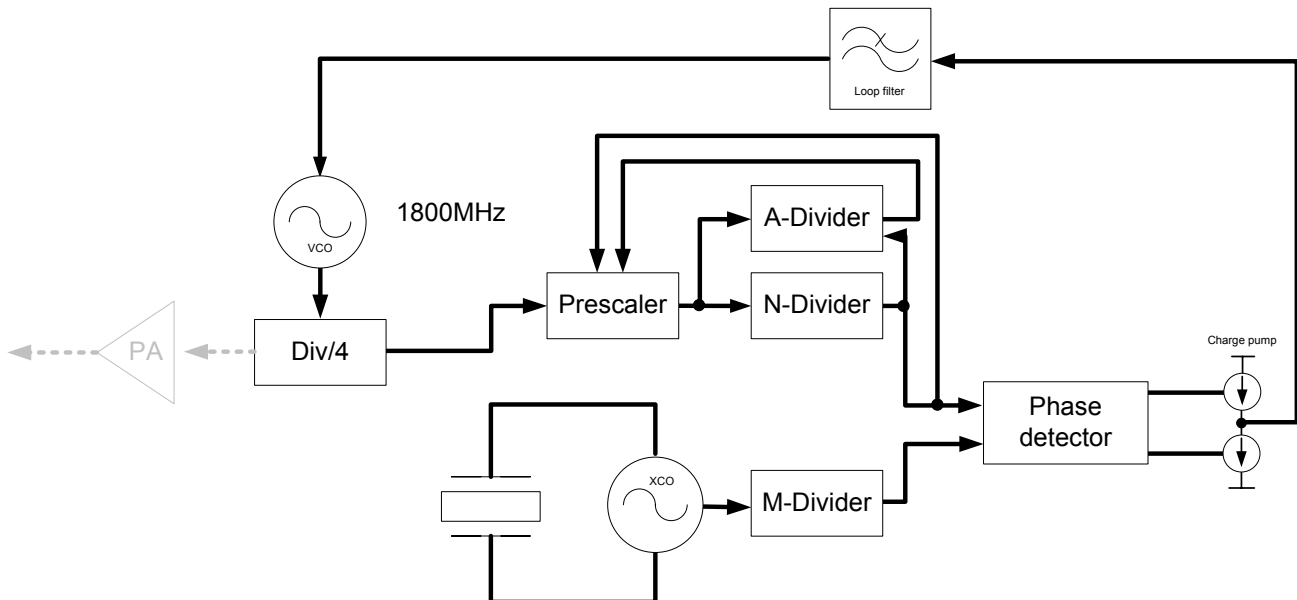 Loop filter
1800MHz
VCO
A-Divider
Prescaler
N-Divider
PA
Div/4
Charge pump
Phase
detector
XCO
M-Divider